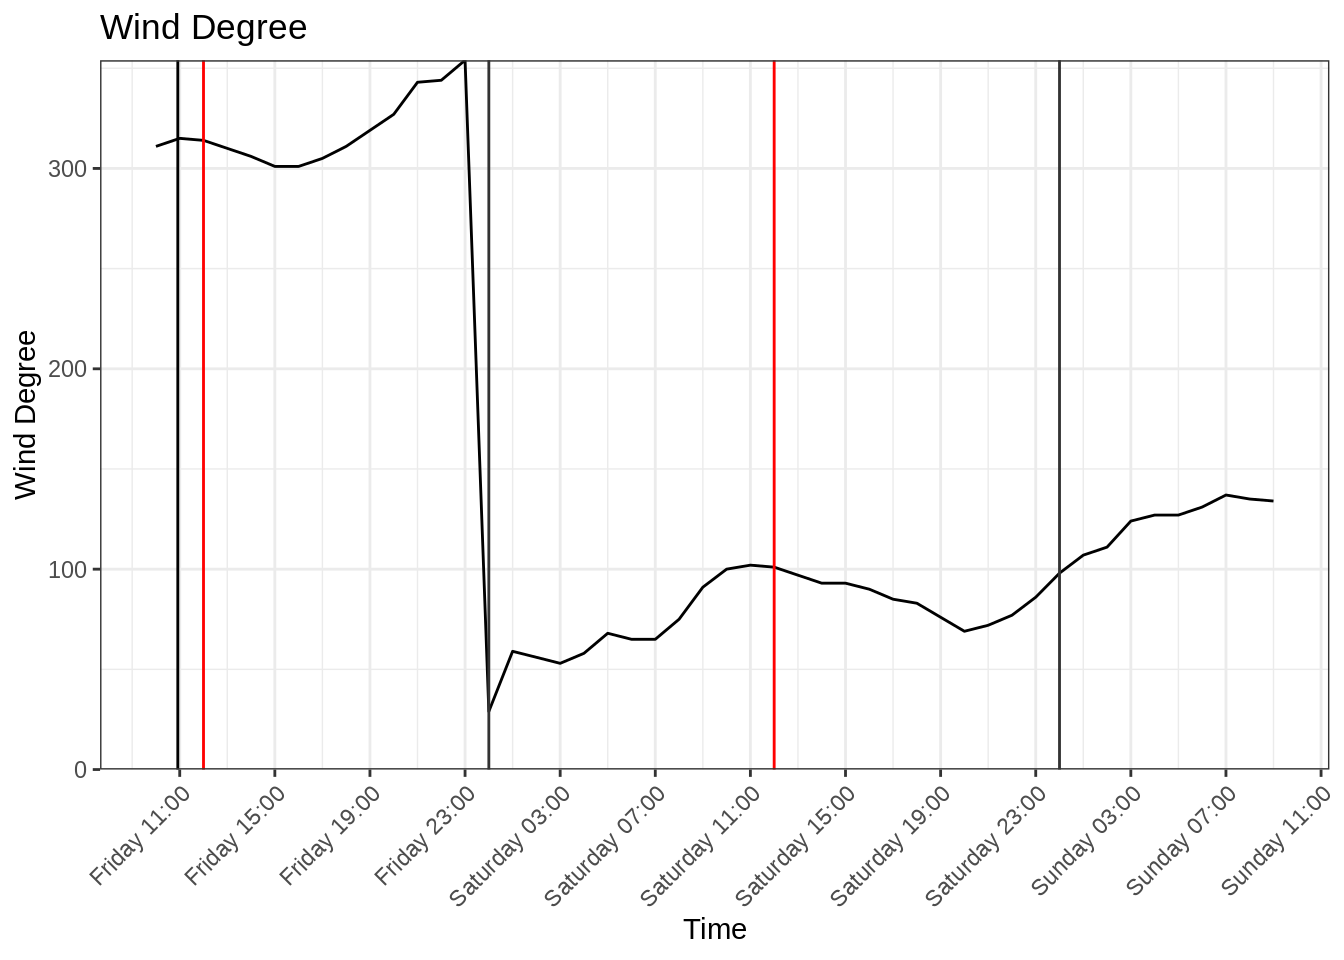 Wind Degree
Wind Degree
300
200
100
0
Friday 11:00
Friday 15:00
Friday 19:00
Friday 23:00
Saturday 03:00
Saturday 07:00
Saturday 11:00
Saturday 15:00
Saturday 19:00
Saturday 23:00
Sunday 03:00
Sunday 07:00
Sunday 11:00
Time